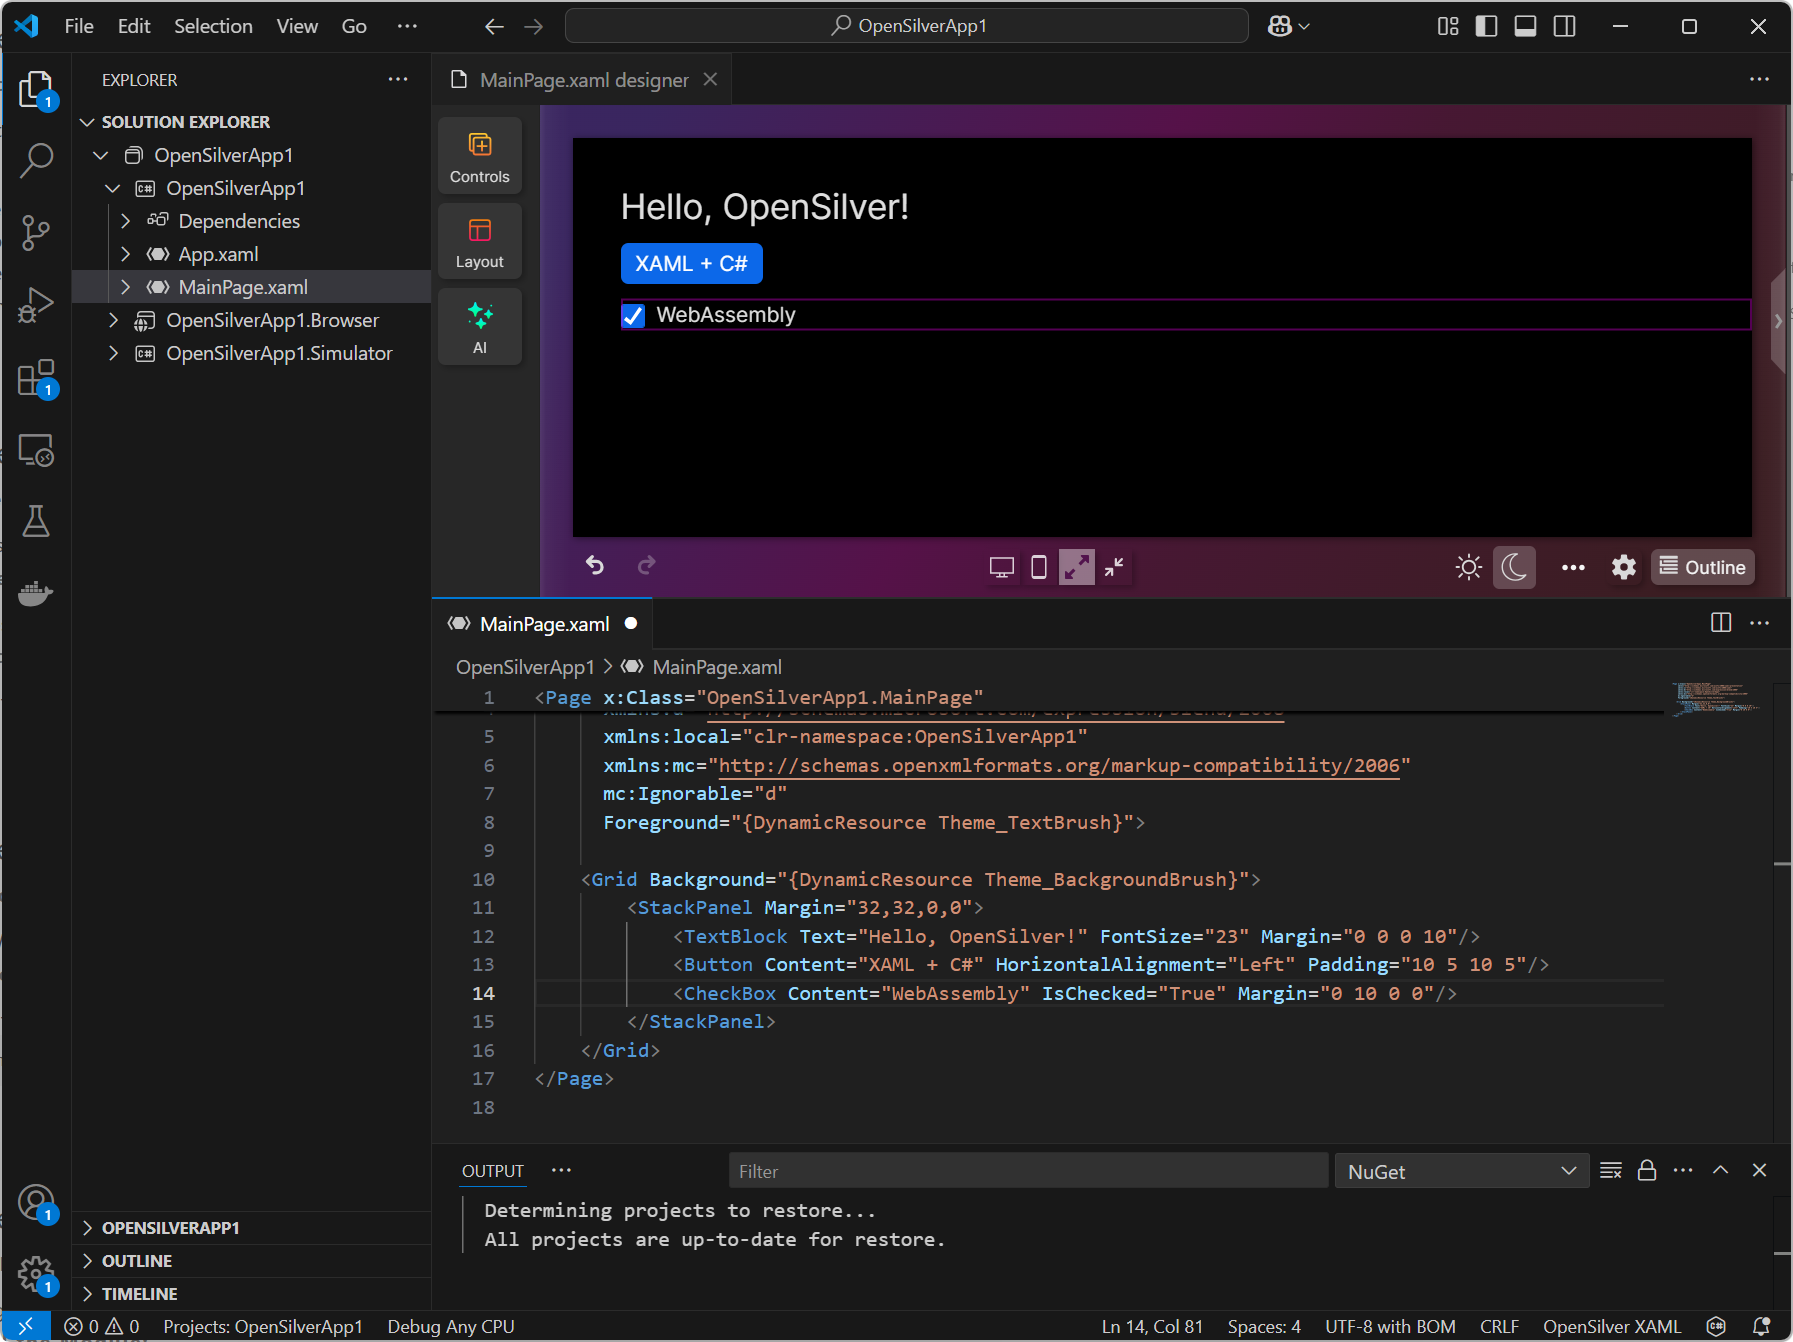 File Edit Selection View Go ··· OpenSilverApp1
EXPLORER ···
SOLUTION EXPLORER
OpenSilverApp1
OpenSilverApp1
Dependencies
App.xaml
MainPage.xaml
OpenSilverApp1.Browser
OpenSilverApp1.Simulator
OPENSILVERAPP1
OUTLINE
TIMELINE
1
1
1
1
MainPage.xaml designer
Controls
Layout
AI
Hello, OpenSilver!
XAML + C#
WebAssembly
Outline
MainPage.xaml
OpenSilverApp1 > MainPage.xaml
1 <Page x:Class="OpenSilverApp1.MainPage"
5 xmlns:local="clr-namespace:OpenSilverApp1"
6 xmlns:mc="http://schemas.openxmlformats.org/markup-compatibility/2006"
7 mc:Ignorable="d"
8 Foreground="{DynamicResource Theme_TextBrush}">
9
10 <Grid Background="{DynamicResource Theme_BackgroundBrush}">
11 <StackPanel Margin="32,32,0,0">
12 <TextBlock Text="Hello, OpenSilver!" FontSize="23" Margin="0 0 0 10"/>
13 <Button Content="XAML + C#" HorizontalAlignment="Left" Padding="10 5 10 5"/>
14 <CheckBox Content="WebAssembly" IsChecked="True" Margin="0 10 0 0"/>
15 </StackPanel>
16 </Grid>
17 </Page>
18
OUTPUT ··· Filter NuGet
Determining projects to restore...
All projects are up-to-date for restore.
0 0 Projects: OpenSilverApp1 Debug Any CPU Ln 14, Col 81 Spaces: 4 UTF-8 with BOM CRLF OpenSilver XAML